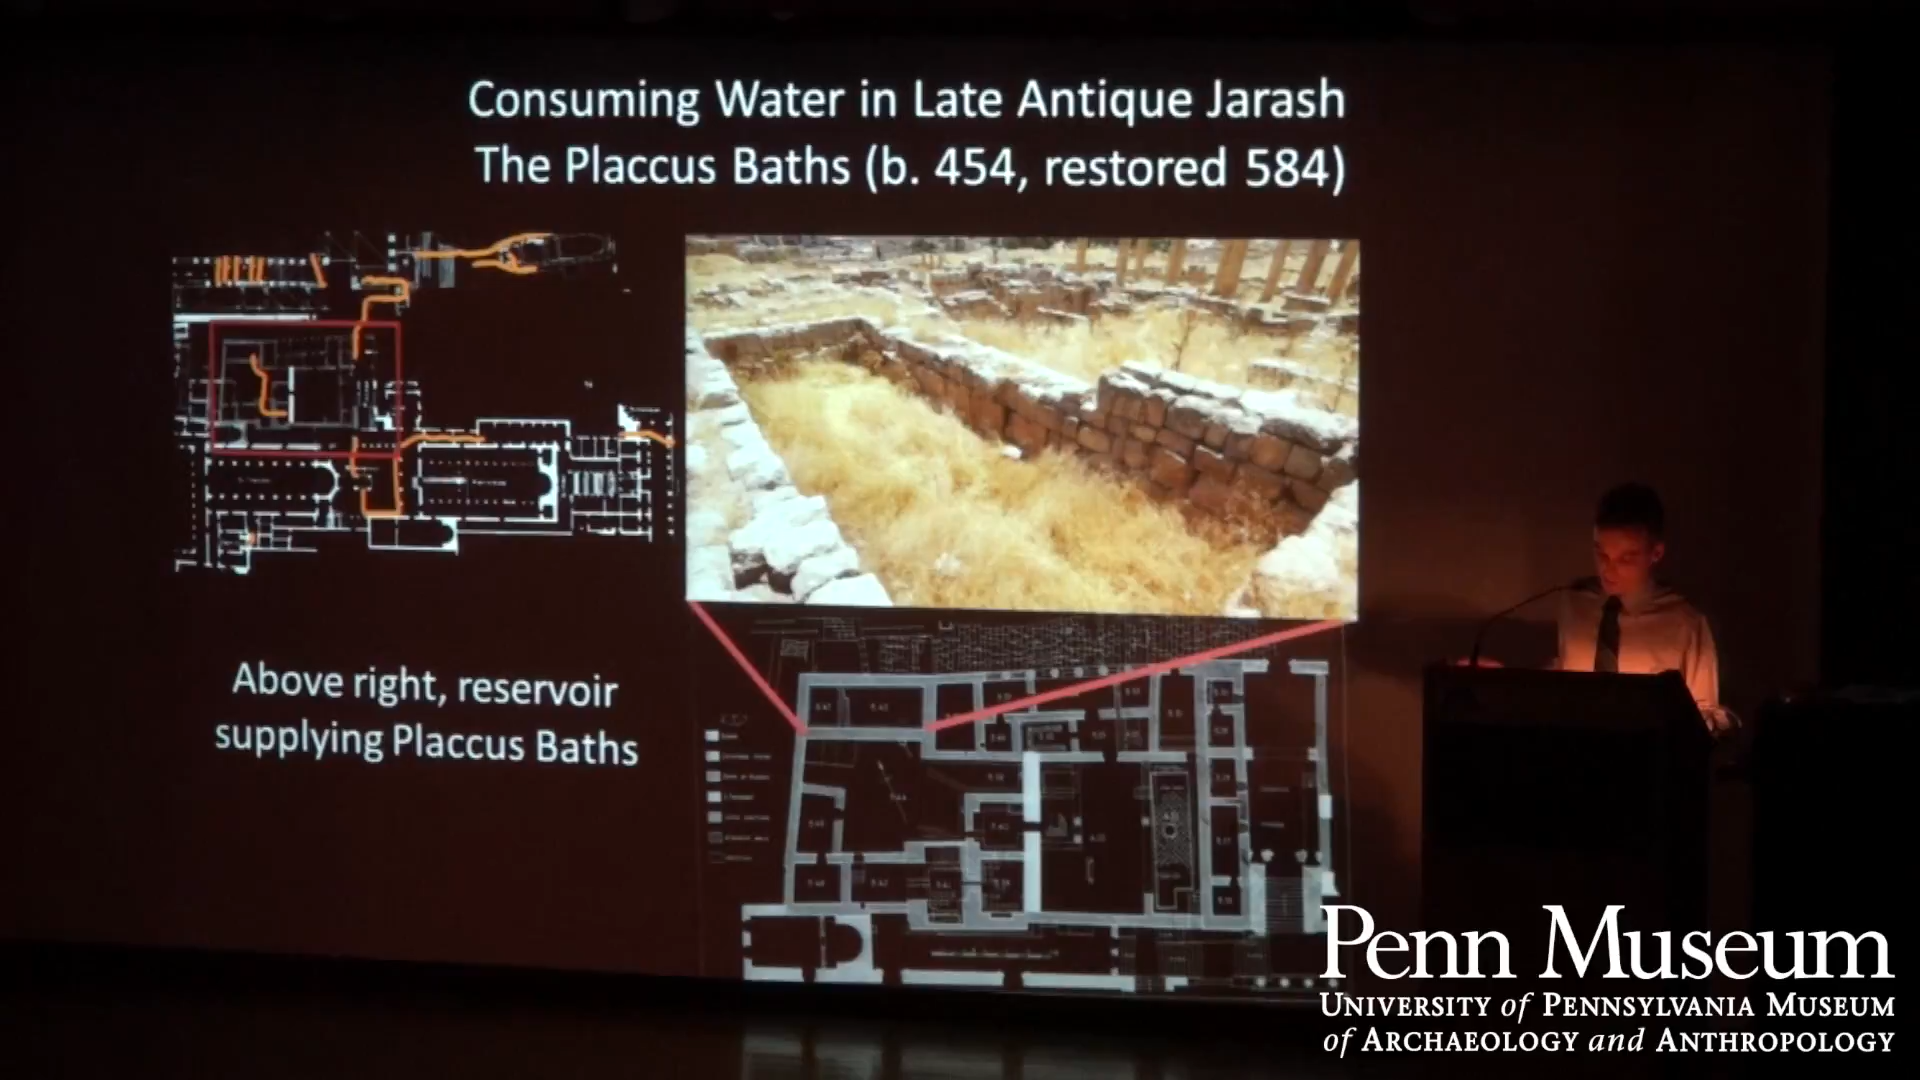 Consuming Water in Late Antique Jarash
The Placcus Baths (b. 454, restored 584)
Above right, reservoir
supplying Placcus Baths
Penn Museum
UNIVERSITY of PENNSYLVANIA MUSEUM
of ARCHAEOLOGY and ANTHROPOLOGY